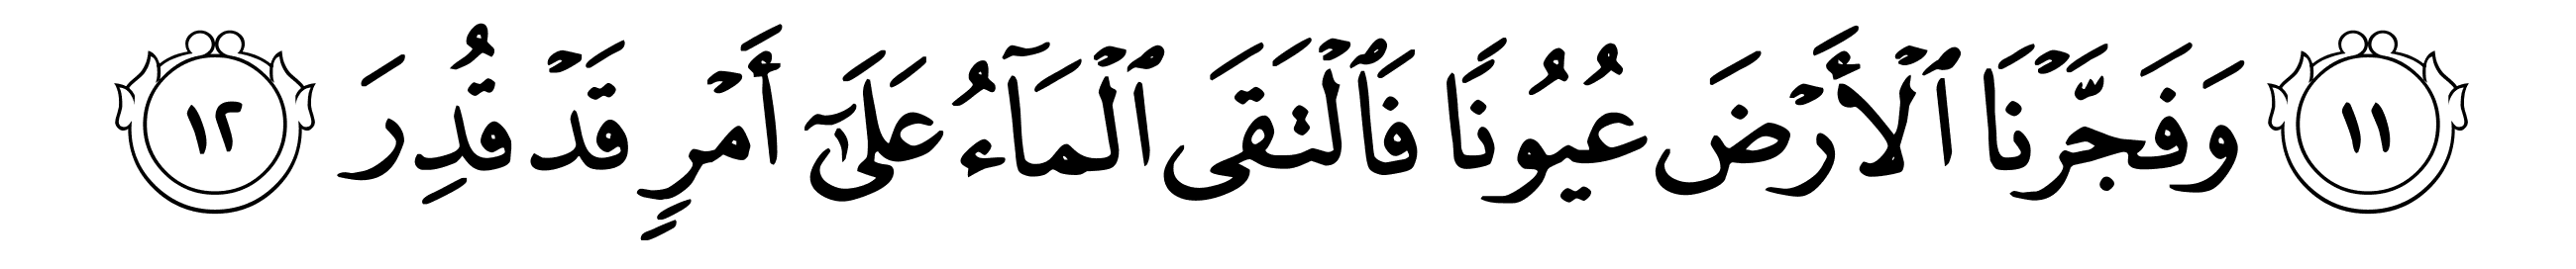 ١١ وَفَجَّرْنَا ٱلْأَرْضَ عُيُونًا فَٱلْتَقَى ٱلْمَآءُ عَلَىٰٓ أَمْرٍ قَدْ قُدِرَ ١٢